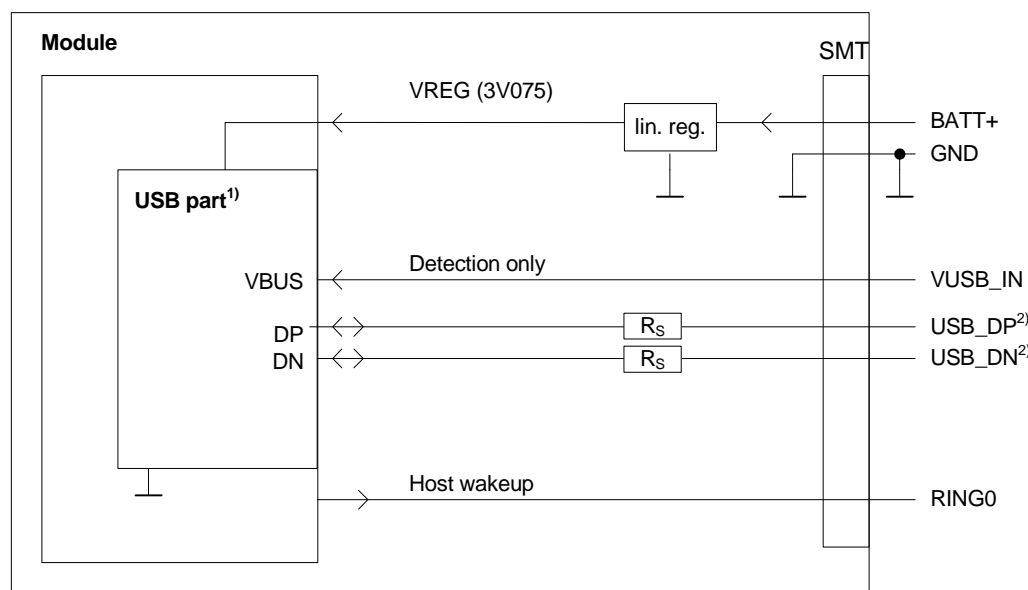 Module
SMT
VREG (3V075)
lin. reg.
BATT+
GND
USB part1)
Detection only
VBUS
VUSB_IN
DP
RS
USB_DP2)
DN
RS
USB_DN2)
Host wakeup
RING0